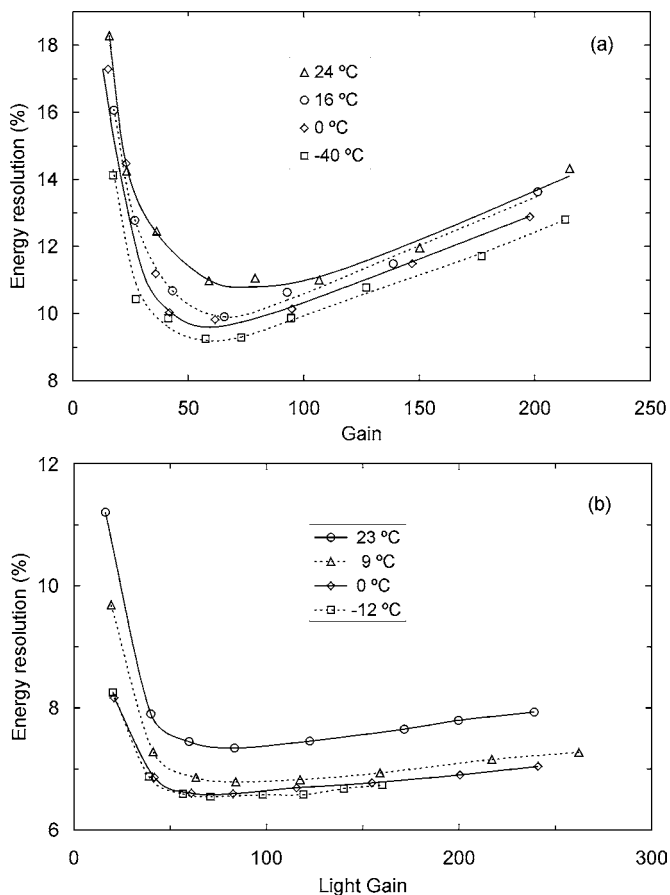 18
16
14
12
10
8
Energy resolution (%)
(a)
24 ºC
16 ºC
0 ºC
-40 ºC
0 50 100 150 200 250
Gain
12
10
8
6
Energy resolution (%)
(b)
23 ºC
9 ºC
0 ºC
-12 ºC
0 100 200 300
Light Gain